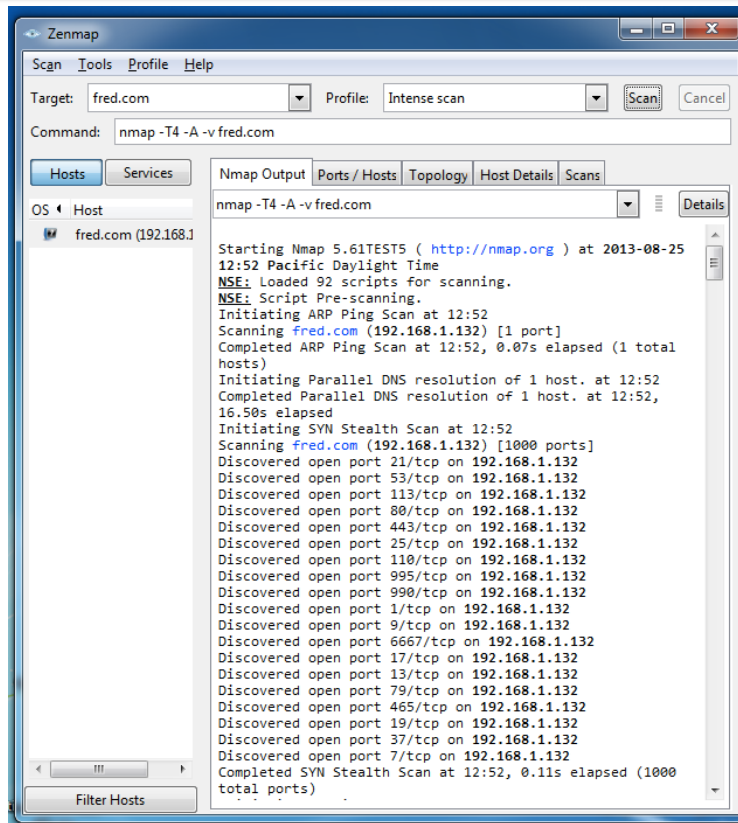 Zenmap
Scan Tools Profile Help
Target: fred.com Profile: Intense scan Scan Cancel
Command: nmap -T4 -A -v fred.com
Hosts Services
Nmap Output Ports / Hosts Topology Host Details Scans
OS Host
nmap -T4 -A -v fred.com Details
fred.com (192.168.1
Starting Nmap 5.61TEST5 ( http://nmap.org ) at 2013-08-25
12:52 Pacific Daylight Time
NSE: Loaded 92 scripts for scanning.
NSE: Script Pre-scanning.
Initiating ARP Ping Scan at 12:52
Scanning fred.com (192.168.1.132) [1 port]
Completed ARP Ping Scan at 12:52, 0.07s elapsed (1 total
hosts)
Initiating Parallel DNS resolution of 1 host. at 12:52
Completed Parallel DNS resolution of 1 host. at 12:52,
16.50s elapsed
Initiating SYN Stealth Scan at 12:52
Scanning fred.com (192.168.1.132) [1000 ports]
Discovered open port 21/tcp on 192.168.1.132
Discovered open port 53/tcp on 192.168.1.132
Discovered open port 113/tcp on 192.168.1.132
Discovered open port 80/tcp on 192.168.1.132
Discovered open port 443/tcp on 192.168.1.132
Discovered open port 25/tcp on 192.168.1.132
Discovered open port 110/tcp on 192.168.1.132
Discovered open port 995/tcp on 192.168.1.132
Discovered open port 990/tcp on 192.168.1.132
Discovered open port 1/tcp on 192.168.1.132
Discovered open port 9/tcp on 192.168.1.132
Discovered open port 6667/tcp on 192.168.1.132
Discovered open port 17/tcp on 192.168.1.132
Discovered open port 13/tcp on 192.168.1.132
Discovered open port 79/tcp on 192.168.1.132
Discovered open port 465/tcp on 192.168.1.132
Discovered open port 19/tcp on 192.168.1.132
Discovered open port 37/tcp on 192.168.1.132
Discovered open port 7/tcp on 192.168.1.132
Completed SYN Stealth Scan at 12:52, 0.11s elapsed (1000
total ports)
Filter Hosts